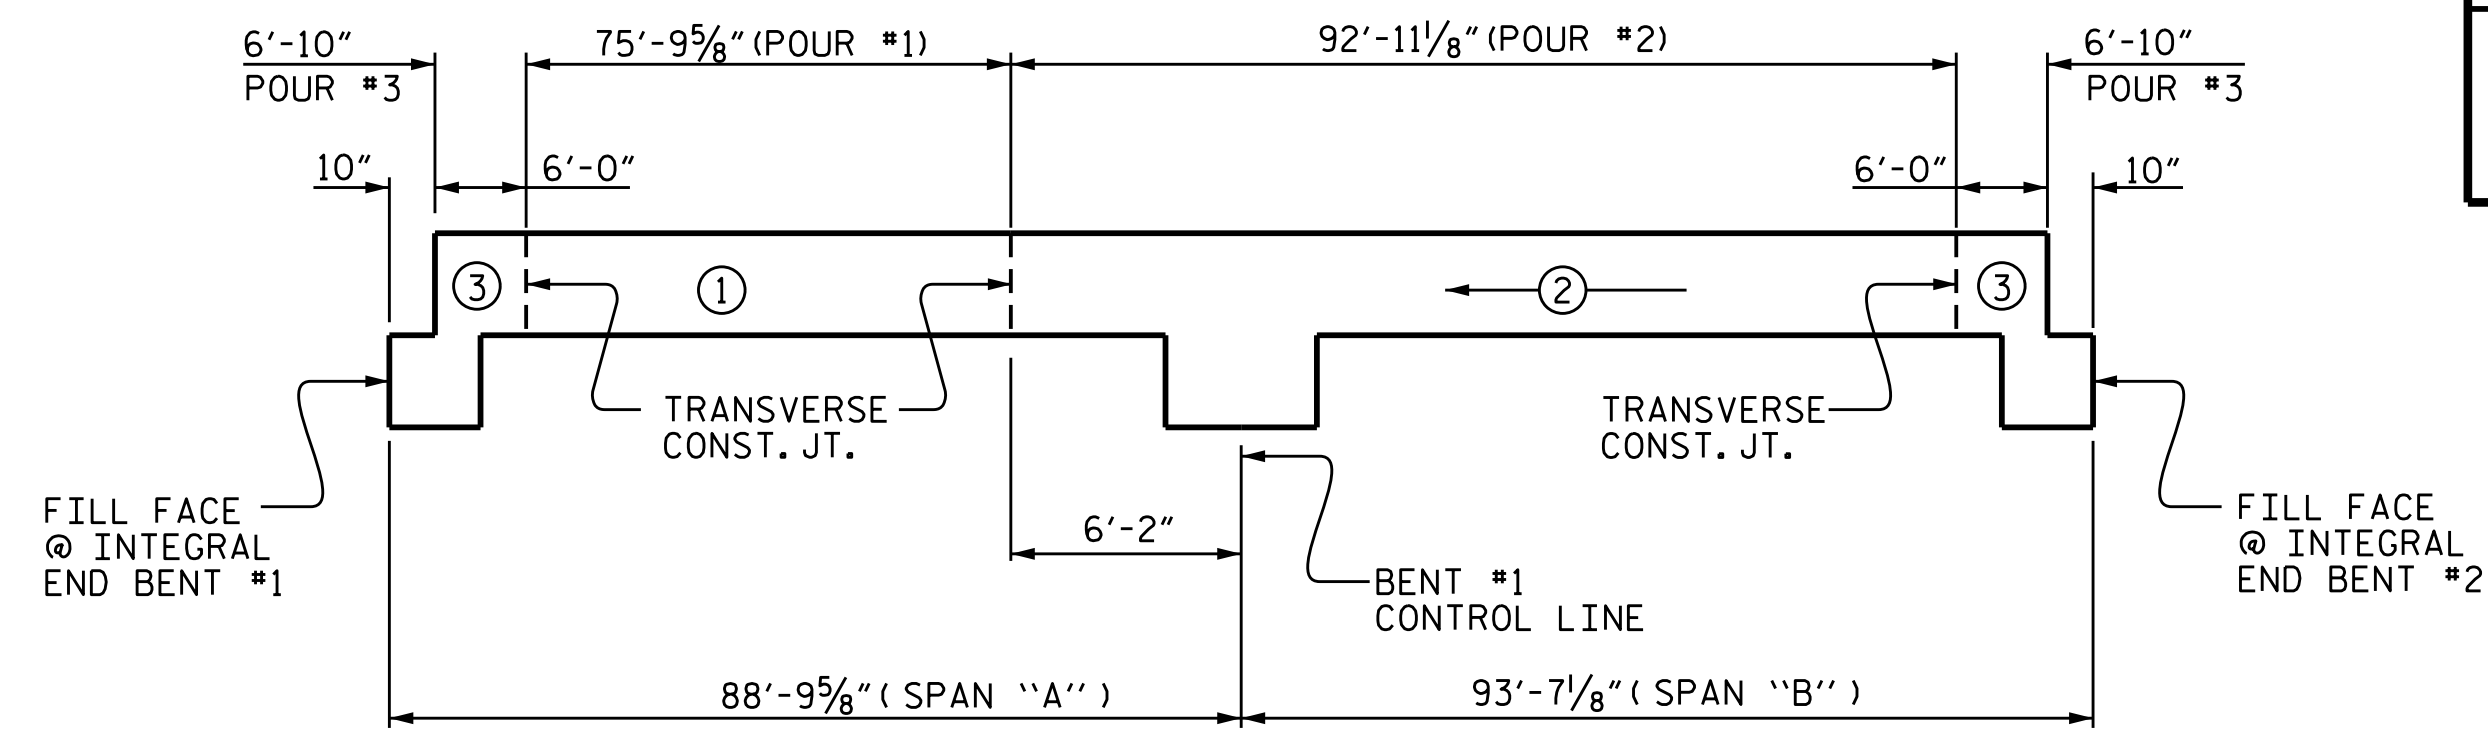 6'-10"
POUR #3
75'-9⅝" (POUR #1)
92'-11⅛" (POUR #2)
6'-10"
POUR #3
10"
6'-0"
6'-0"
10"
3
1
2
3
TRANSVERSE
CONST. JT.
TRANSVERSE
CONST. JT.
FILL FACE
@ INTEGRAL
END BENT #1
6'-2"
BENT #1
CONTROL LINE
FILL FACE
@ INTEGRAL
END BENT #2
88'-9⅝" ( SPAN "A" )
93'-7⅛" ( SPAN "B" )